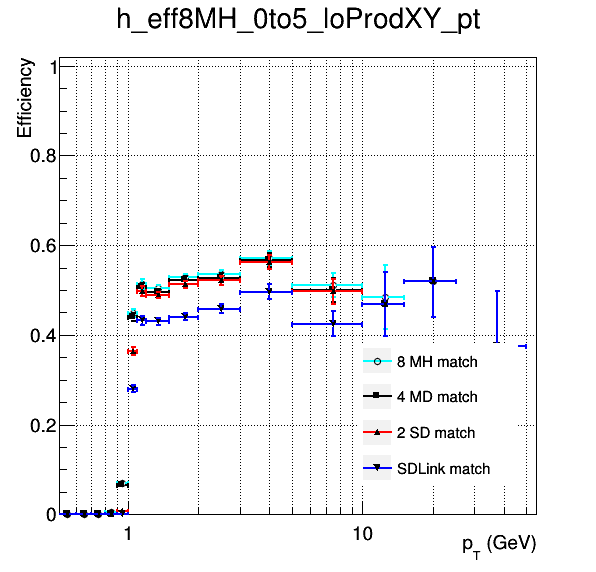 h_eff8MH_0to5_loProdXY_pt
Efficiency
1
0.8
0.6
0.4
0.2
0
8 MH match
4 MD match
2 SD match
SDLink match
1
10
p_T (GeV)